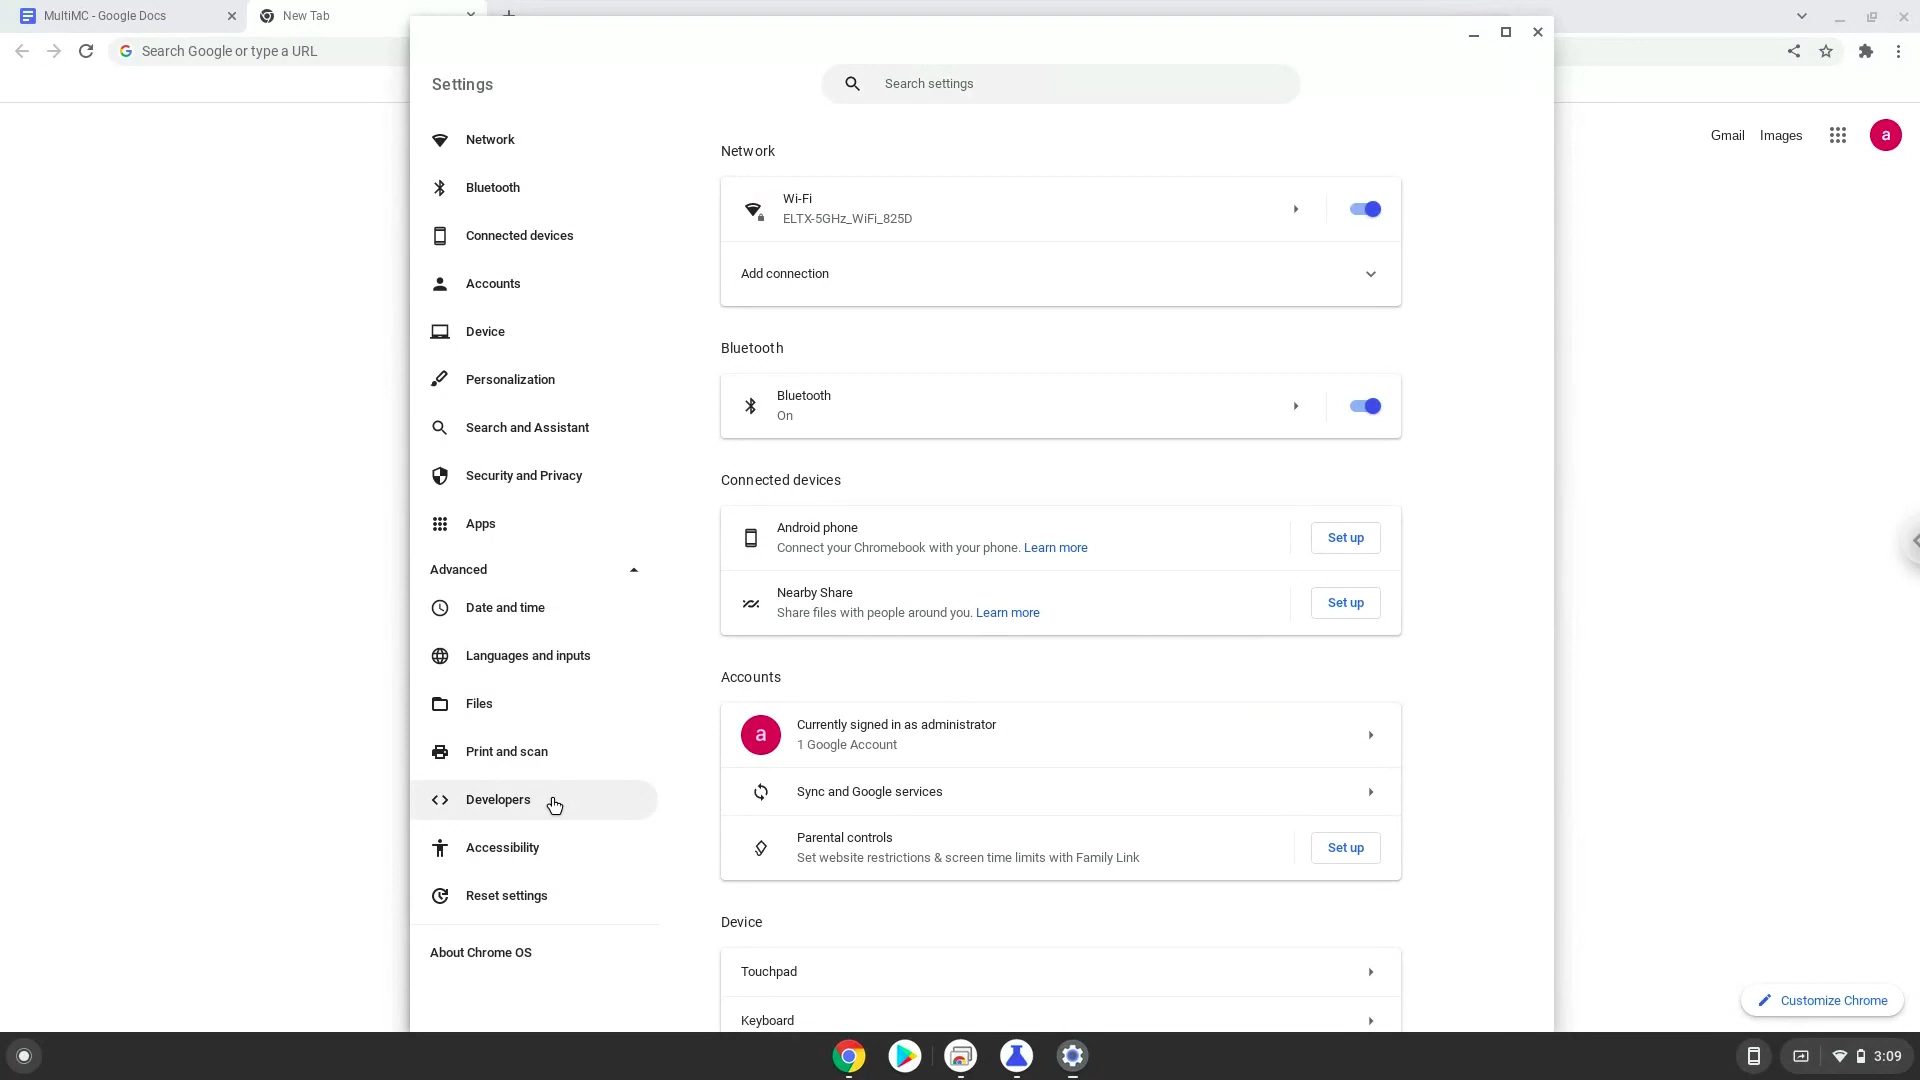 MultiMC - Google Docs
New Tab
Search Google or type a URL
Settings
Search settings
Gmail
Images
a
Network
Bluetooth
Connected devices
Accounts
Device
Personalization
Search and Assistant
Security and Privacy
Apps
Advanced
Date and time
Languages and inputs
Files
Print and scan
Developers
Accessibility
Reset settings
About Chrome OS
Network
Wi-Fi
ELTX-5GHz_WiFi_825D
Add connection
Bluetooth
Bluetooth
On
Connected devices
Android phone
Connect your Chromebook with your phone. Learn more
Set up
Nearby Share
Share files with people around you. Learn more
Set up
Accounts
a
Currently signed in as administrator
1 Google Account
Sync and Google services
Parental controls
Set website restrictions & screen time limits with Family Link
Set up
Device
Touchpad
Keyboard
Customize Chrome
3:09